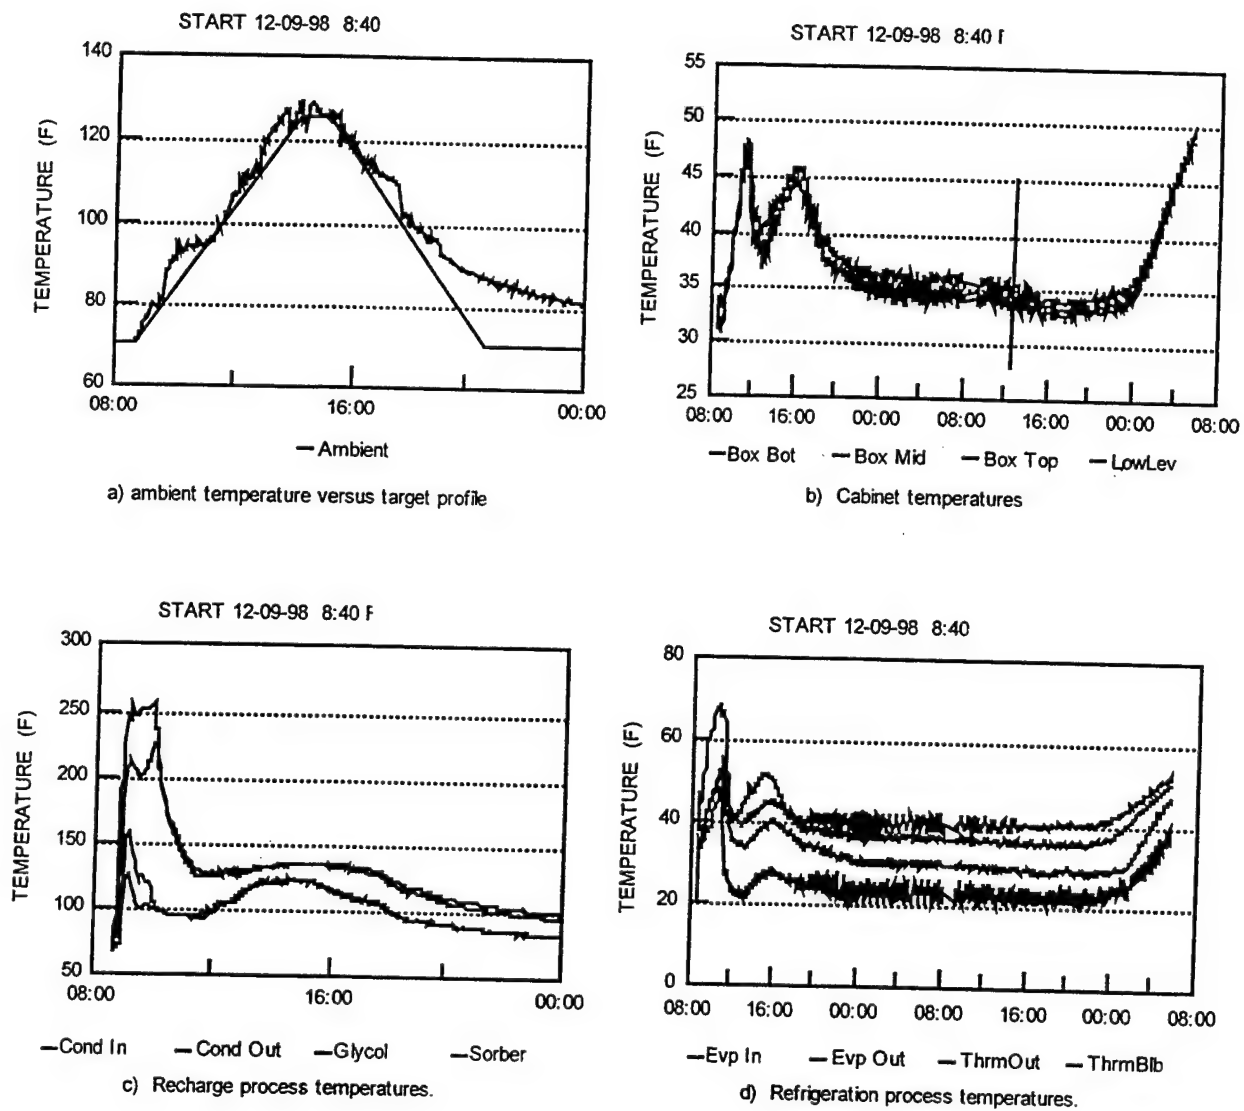 START 12-09-98 8:40
140
120
100
80
60
TEMPERATURE (F)
08:00 16:00 00:00
Ambient
a) ambient temperature versus target profile
START 12-09-98 8:40 F
55
50
45
40
35
30
25
TEMPERATURE (F)
08:00 16:00 00:00 08:00 16:00 00:00 08:00
Box Bot Box Mid Box Top LowLev
b) Cabinet temperatures
START 12-09-98 8:40 F
300
250
200
150
100
50
TEMPERATURE (F)
08:00 16:00 00:00
Cond In Cond Out Glycol Sorber
c) Recharge process temperatures.
START 12-09-98 8:40
80
60
40
20
0
TEMPERATURE (F)
08:00 16:00 00:00 08:00 16:00 00:00 08:00
Evp In Evp Out ThrmOut ThrmBlb
d) Refrigeration process temperatures.